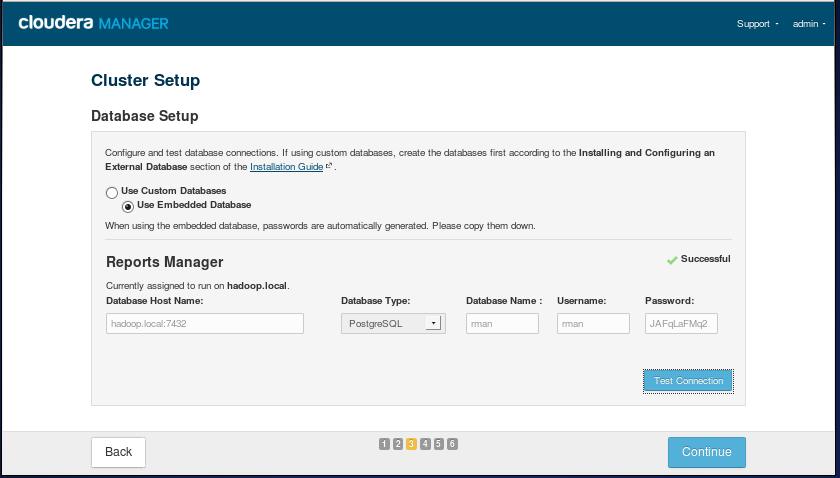 cloudera MANAGER
Support admin
Cluster Setup
Database Setup
Configure and test database connections. If using custom databases, create the databases first according to the Installing and Configuring an
External Database section of the Installation Guide .
Use Custom Databases
Use Embedded Database
When using the embedded database, passwords are automatically generated. Please copy them down.
Reports Manager
Successful
Currently assigned to run on hadoop.local.
Database Host Name: Database Type: Database Name : Username: Password:
hadoop.local:7432 PostgreSQL rman rman JAFqLaFMq2
Test Connection
Back 1 2 3 4 5 6 Continue